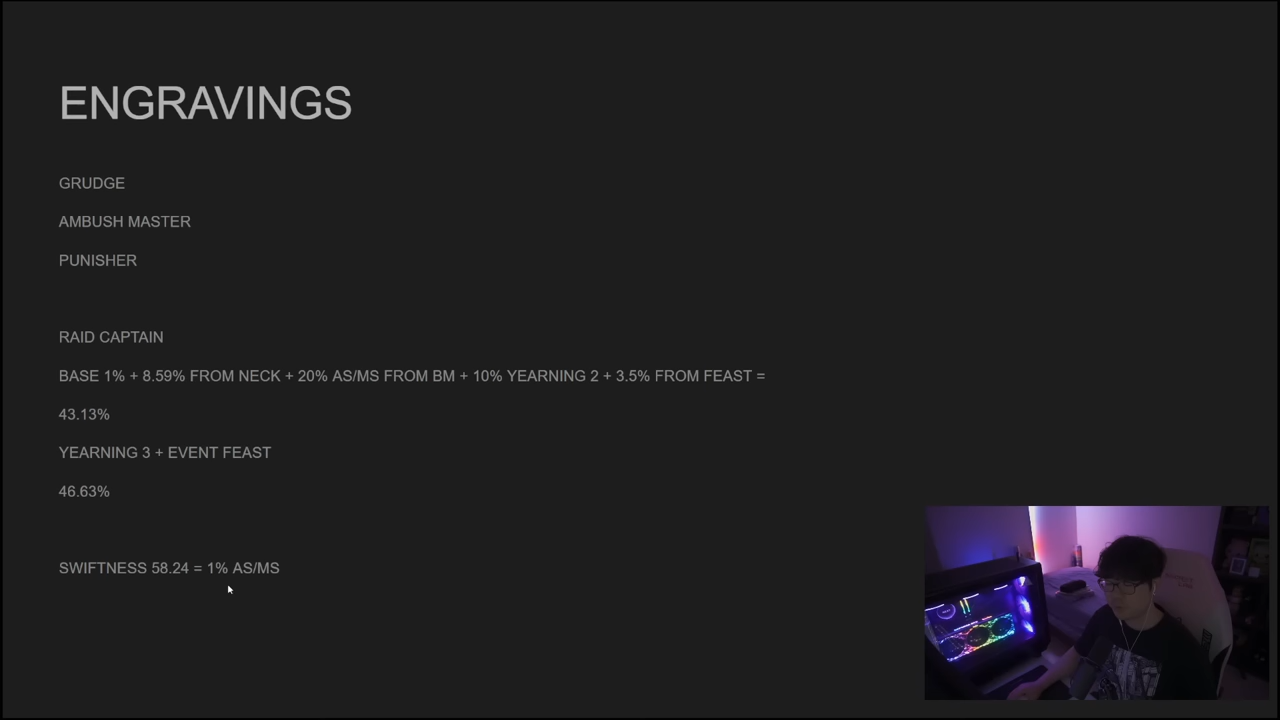 ENGRAVINGS
GRUDGE
AMBUSH MASTER
PUNISHER
RAID CAPTAIN
BASE 1% + 8.59% FROM NECK + 20% AS/MS FROM BM + 10% YEARNING 2 + 3.5% FROM FEAST =
43.13%
YEARNING 3 + EVENT FEAST
46.63%
SWIFTNESS 58.24 = 1% AS/MS